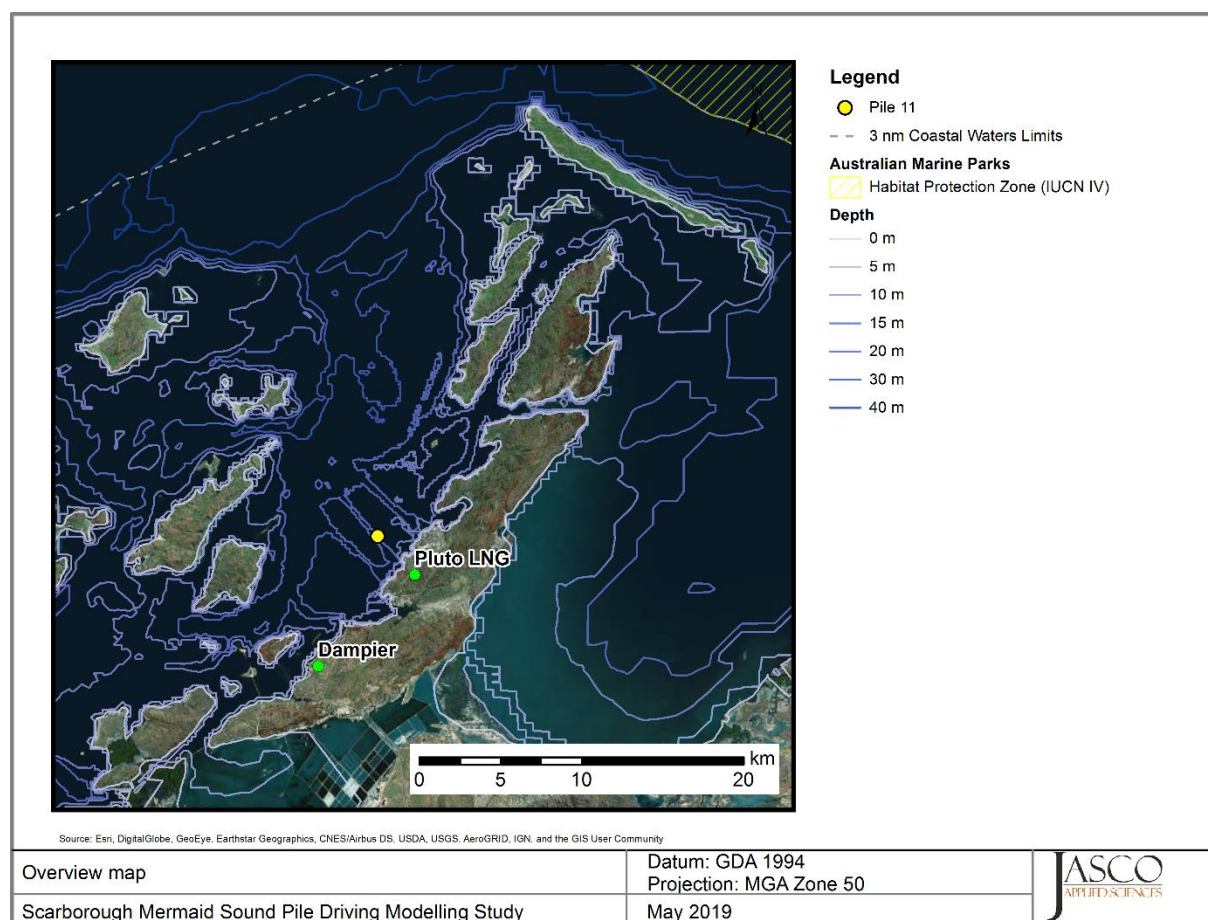 N
Pluto LNG
Dampier
km
0 5 10 20
Legend
Pile 11
3 nm Coastal Waters Limits
Australian Marine Parks
Habitat Protection Zone (IUCN IV)
Depth
0 m
5 m
10 m
15 m
20 m
30 m
40 m
Source: Esri, DigitalGlobe, GeoEye, Earthstar Geographics, CNES/Airbus DS, USDA, USGS, AeroGRID, IGN, and the GIS User Community
Overview map
Datum: GDA 1994
Projection: MGA Zone 50
Scarborough Mermaid Sound Pile Driving Modelling Study
May 2019
JASCO
APPLIED SCIENCES